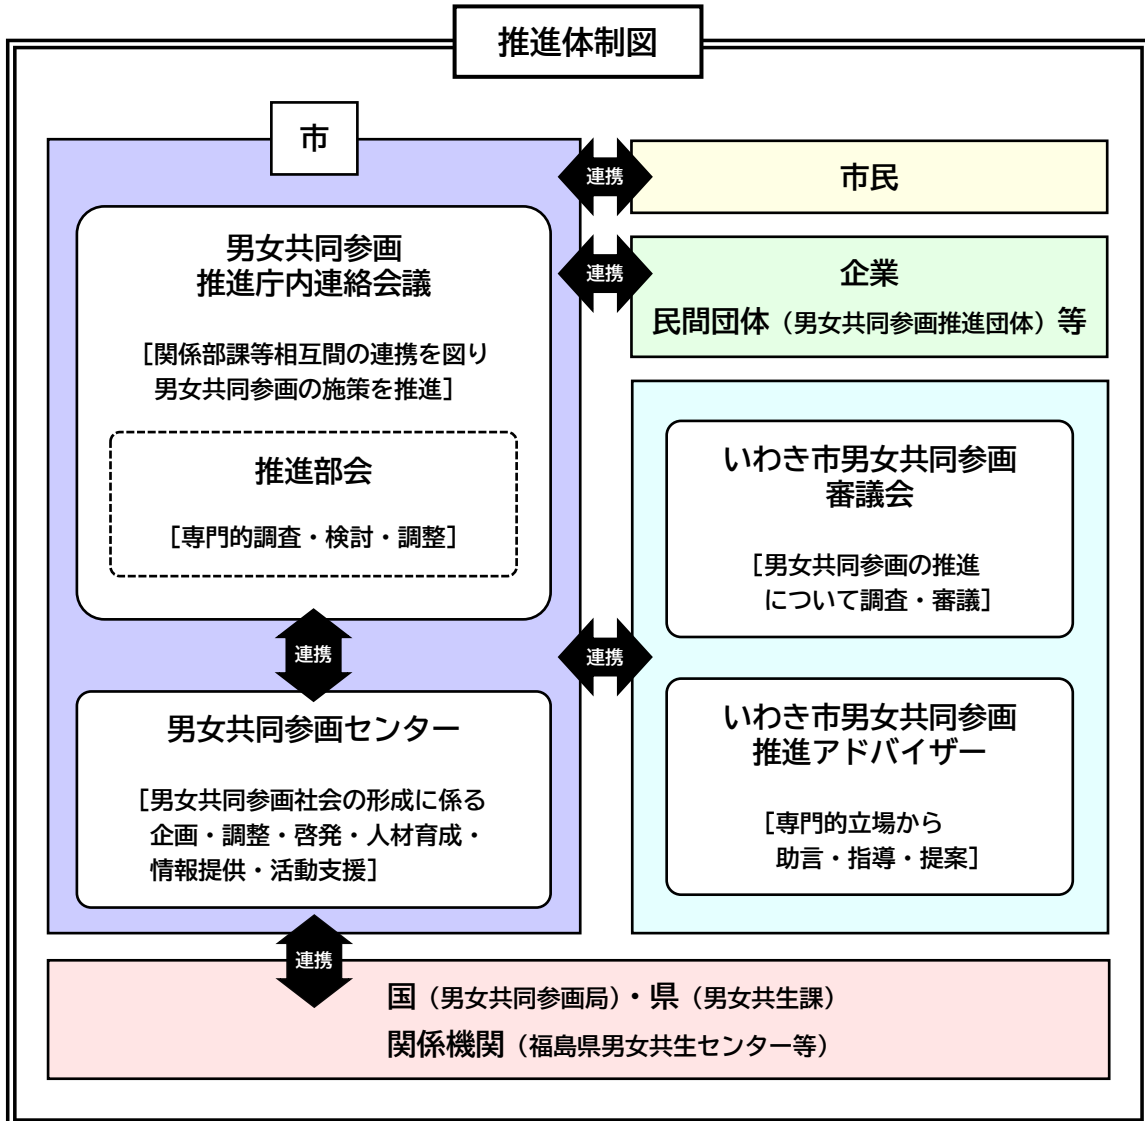 推進体制図
市
男女共同参画
推進庁内連絡会議
[関係部課等相互間の連携を図り
男女共同参画の施策を推進]
推進部会
[専門的調査・検討・調整]
連携
男女共同参画センター
[男女共同参画社会の形成に係る
企画・調整・啓発・人材育成・
情報提供・活動支援]
連携
市民
連携
企業
民間団体（男女共同参画推進団体）等
連携
いわき市男女共同参画
審議会
[男女共同参画の推進
について調査・審議]
いわき市男女共同参画
推進アドバイザー
[専門的立場から
助言・指導・提案]
連携
国（男女共同参画局）・県（男女共生課）
関係機関（福島県男女共生センター等）